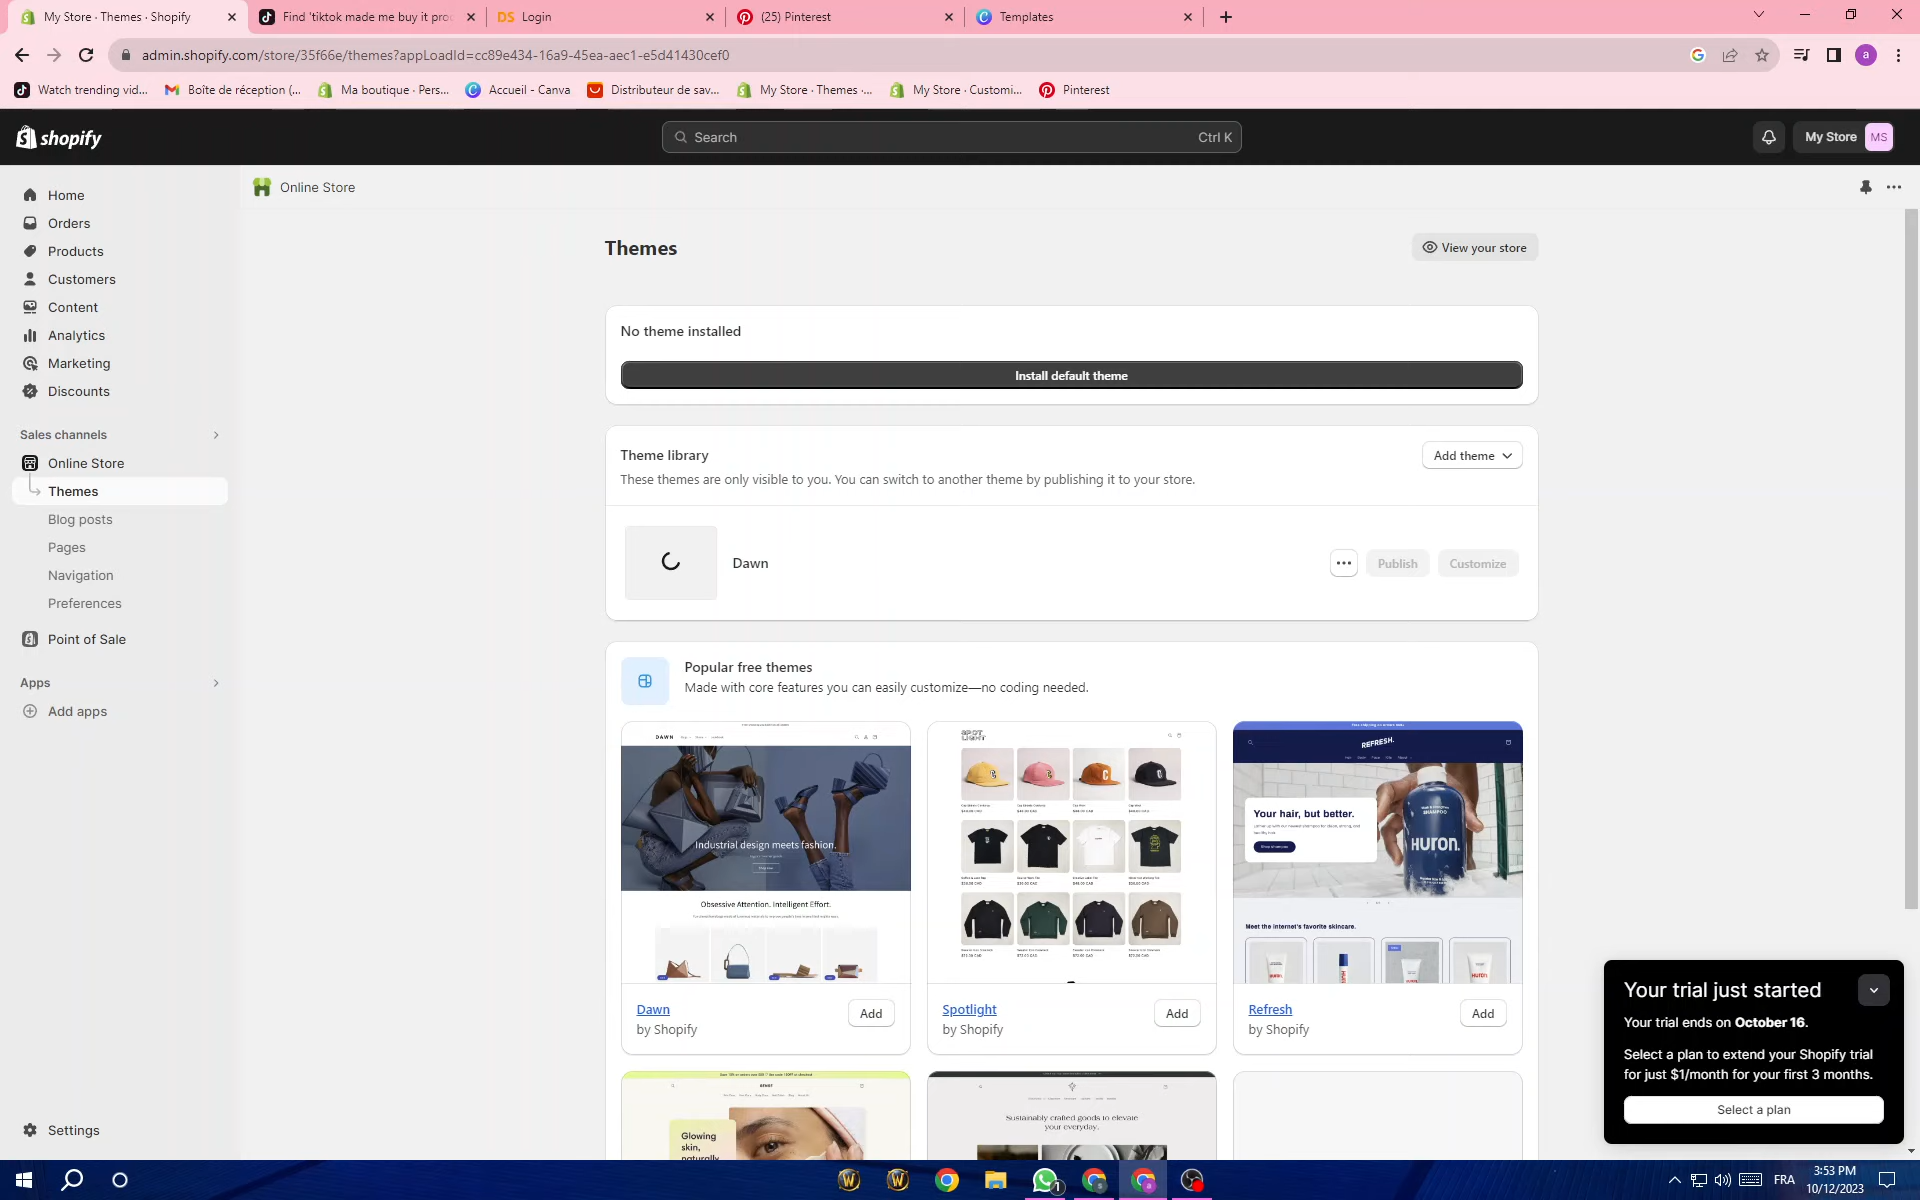 My Store · Themes · Shopify
Find 'tiktok made me buy it pro
DS Login
(25) Pinterest
Templates
admin.shopify.com/store/35f66e/themes?appLoadId=cc89e434-16a9-45ea-aec1-e5d41430cef0
a
Watch trending vid...
Boîte de réception (...
Ma boutique · Pers...
Accueil - Canva
Distributeur de sav...
My Store · Themes ·...
My Store · Customi...
Pinterest
shopify
Search
Ctrl K
My Store
MS
Home
Orders
Products
Customers
Content
Analytics
Marketing
Discounts
Sales channels
Online Store
Themes
Blog posts
Pages
Navigation
Preferences
Point of Sale
Apps
Add apps
Settings
Online Store
Themes
View your store
No theme installed
Install default theme
Theme library
Add theme
These themes are only visible to you. You can switch to another theme by publishing it to your store.
Dawn
Publish
Customize
Popular free themes
Made with core features you can easily customize—no coding needed.
DAWN
Industrial design meets fashion.
Obsessive Attention. Intelligent Effort.
Dawn
by Shopify
Add
SPOTLIGHT
Spotlight
by Shopify
Add
REFRESH.
Your hair, but better.
HURON.
Meet the internet's favorite skincare.
Refresh
by Shopify
Add
Glowing
skin,
naturally
Sustainably crafted goods to elevate
your everyday.
Your trial just started
Your trial ends on October 16.
Select a plan to extend your Shopify trial
for just $1/month for your first 3 months.
Select a plan
1
FRA
3:53 PM
10/12/2023